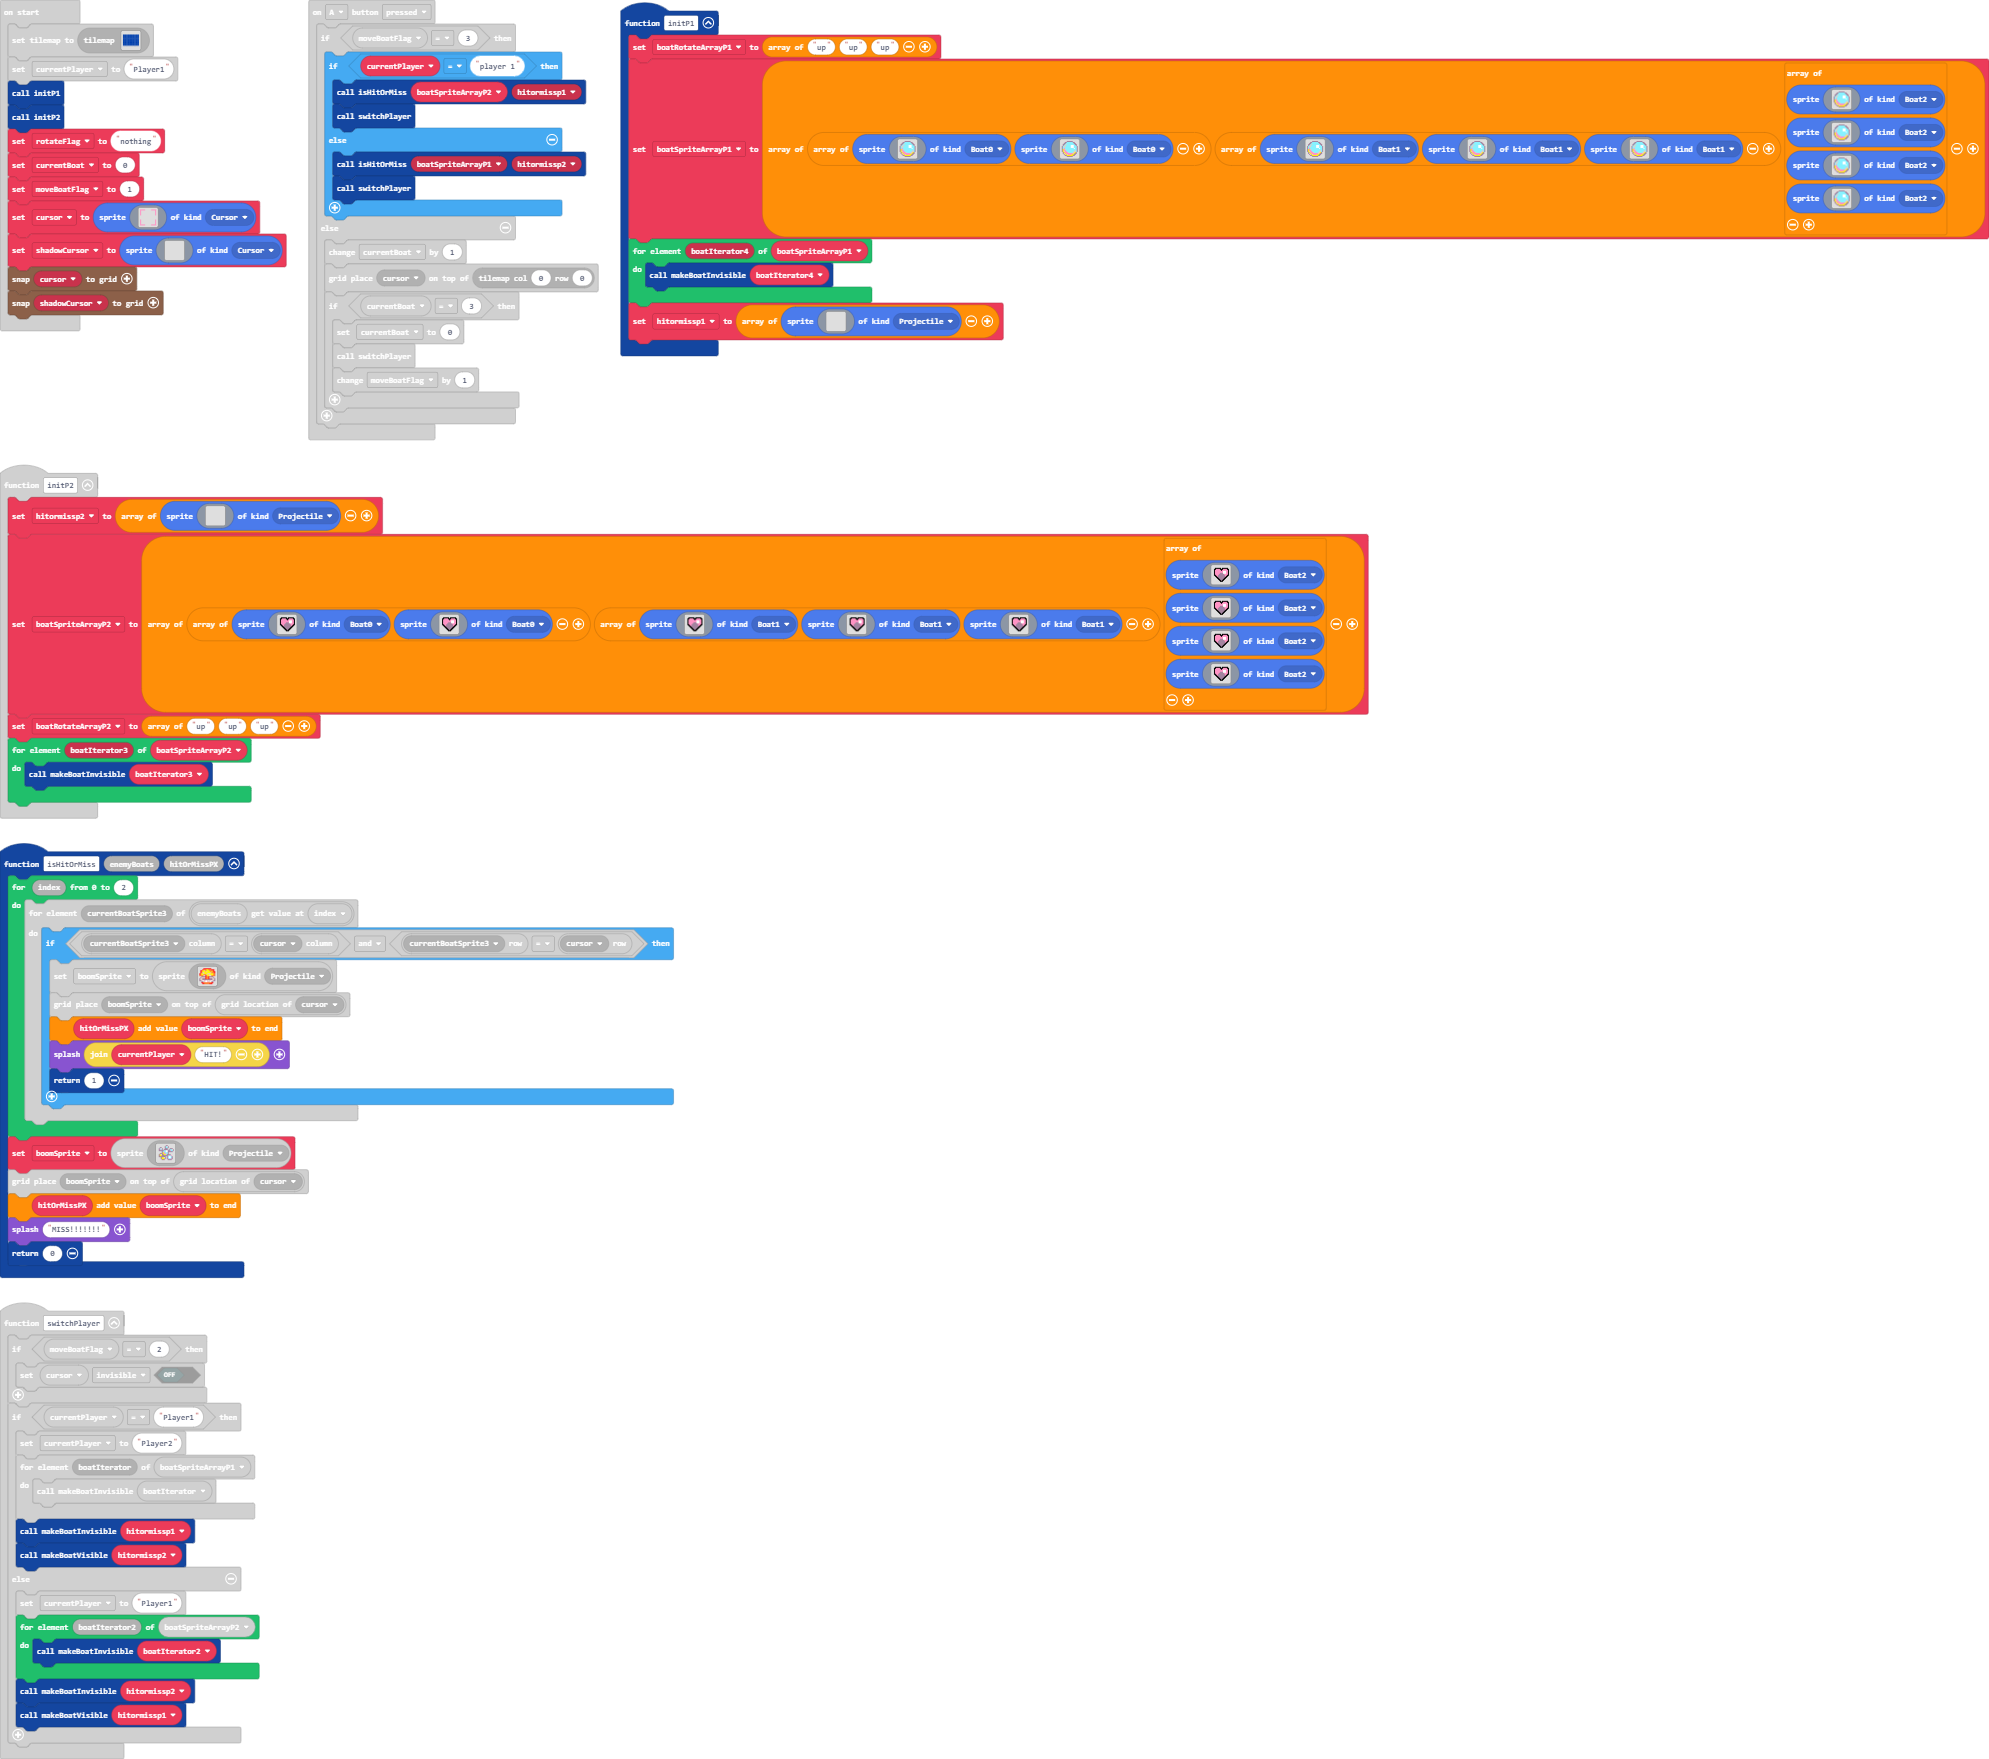 on start
set tilemap to tilemap
set currentPlayer to "Player1"
call initP1
call initP2
set rotateFlag to "nothing"
set currentBoat to 0
set moveBoatFlag to 1
set cursor to sprite of kind Cursor
set shadowCursor to sprite of kind Cursor
snap cursor to grid
snap shadowCursor to grid
on A button pressed
if moveBoatFlag = 3 then
if currentPlayer = "player 1" then
call isHitOrMiss boatSpriteArrayP2 hitormissp1
call switchPlayer
else
call isHitOrMiss boatSpriteArrayP1 hitormissp2
call switchPlayer
else
change currentBoat by 1
grid place cursor on top of tilemap col 0 row 0
if currentBoat = 3 then
set currentBoat to 0
call switchPlayer
change moveBoatFlag by 1
function initP1
set boatRotateArrayP1 to array of "up" "up" "up"
set boatSpriteArrayP1 to array of array of sprite of kind Boat0 sprite of kind Boat0 array of sprite of kind Boat1 sprite of kind Boat1 sprite of kind Boat1
array of
sprite of kind Boat2
sprite of kind Boat2
sprite of kind Boat2
sprite of kind Boat2
for element boatIterator4 of boatSpriteArrayP1
do
call makeBoatInvisible boatIterator4
set hitormissp1 to array of sprite of kind Projectile
function initP2
set hitormissp2 to array of sprite of kind Projectile
set boatSpriteArrayP2 to array of array of sprite of kind Boat0 sprite of kind Boat0 array of sprite of kind Boat1 sprite of kind Boat1 sprite of kind Boat1
array of
sprite of kind Boat2
sprite of kind Boat2
sprite of kind Boat2
sprite of kind Boat2
set boatRotateArrayP2 to array of "up" "up" "up"
for element boatIterator3 of boatSpriteArrayP2
do
call makeBoatInvisible boatIterator3
function isHitOrMiss enemyBoats hitOrMissPX
for index from 0 to 2
do
for element currentBoatSprite3 of enemyBoats get value at index
do
if currentBoatSprite3 column = cursor column and currentBoatSprite3 row = cursor row then
set boomSprite to sprite of kind Projectile
grid place boomSprite on top of grid location of cursor
hitOrMissPX add value boomSprite to end
splash join currentPlayer "HIT!"
return 1
set boomSprite to sprite of kind Projectile
grid place boomSprite on top of grid location of cursor
hitOrMissPX add value boomSprite to end
splash "MISS!!!!!!!"
return 0
function switchPlayer
if moveBoatFlag = 2 then
set cursor invisible OFF
if currentPlayer = "Player1" then
set currentPlayer to "Player2"
for element boatIterator of boatSpriteArrayP1
do
call makeBoatInvisible boatIterator
call makeBoatInvisible hitormissp1
call makeBoatVisible hitormissp2
else
set currentPlayer to "Player1"
for element boatIterator2 of boatSpriteArrayP2
do
call makeBoatInvisible boatIterator2
call makeBoatInvisible hitormissp2
call makeBoatVisible hitormissp1